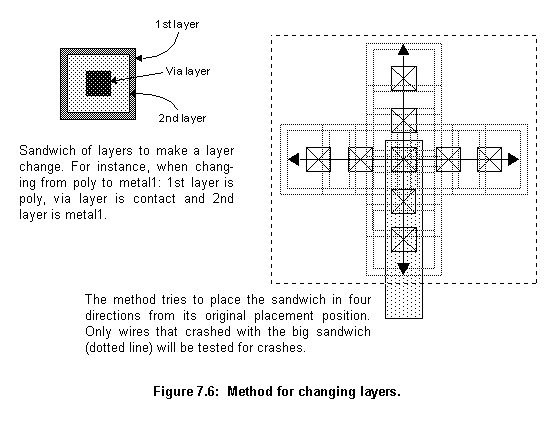 1st layer
Via layer
2nd layer
Sandwich of layers to make a layer
change. For instance, when chang-
ing from poly to metal1: 1st layer is
poly, via layer is contact and 2nd
layer is metal1.
The method tries to place the sandwich in four
directions from its original placement position.
Only wires that crashed with the big sandwich
(dotted line) will be tested for crashes.
Figure 7.6: Method for changing layers.